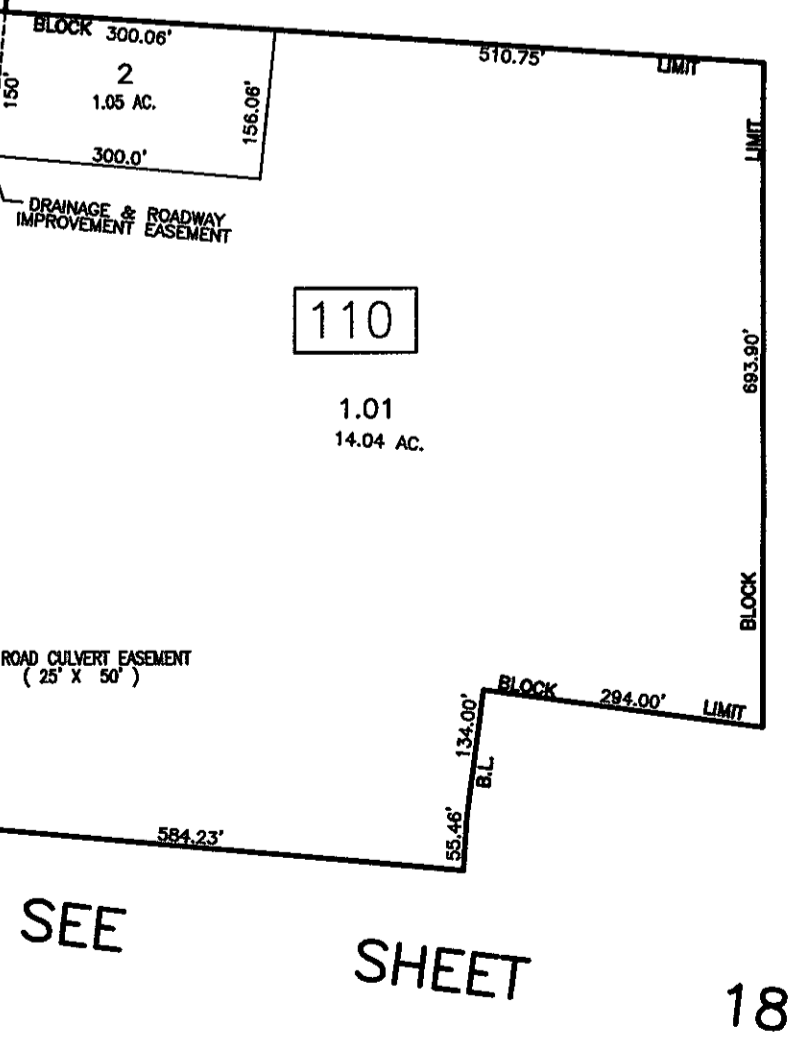 BLOCK 300.06'
510.75'
LIMIT
2
1.05 AC.
150'
156.06'
LIMIT
300.0'
DRAINAGE & ROADWAY
IMPROVEMENT EASEMENT
110
693.90'
1.01
14.04 AC.
BLOCK
ROAD CULVERT EASEMENT
( 25' X 50' )
BLOCK 294.00' LIMIT
134.00'
B.L.
55.46'
584.23'
SEE SHEET 18